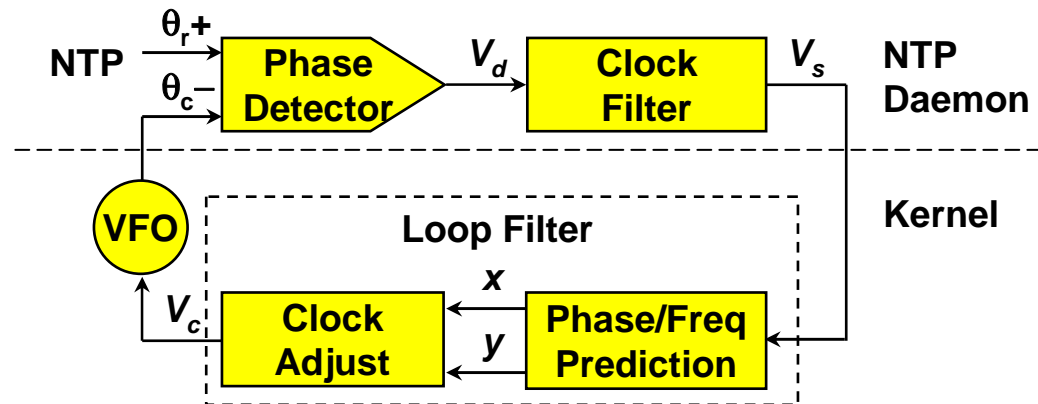 NTP
θr+
θc−
Phase
Detector
Vd
Clock
Filter
Vs
NTP
Daemon
VFO
Loop Filter
Kernel
Vc
Clock
Adjust
x
y
Phase/Freq
Prediction